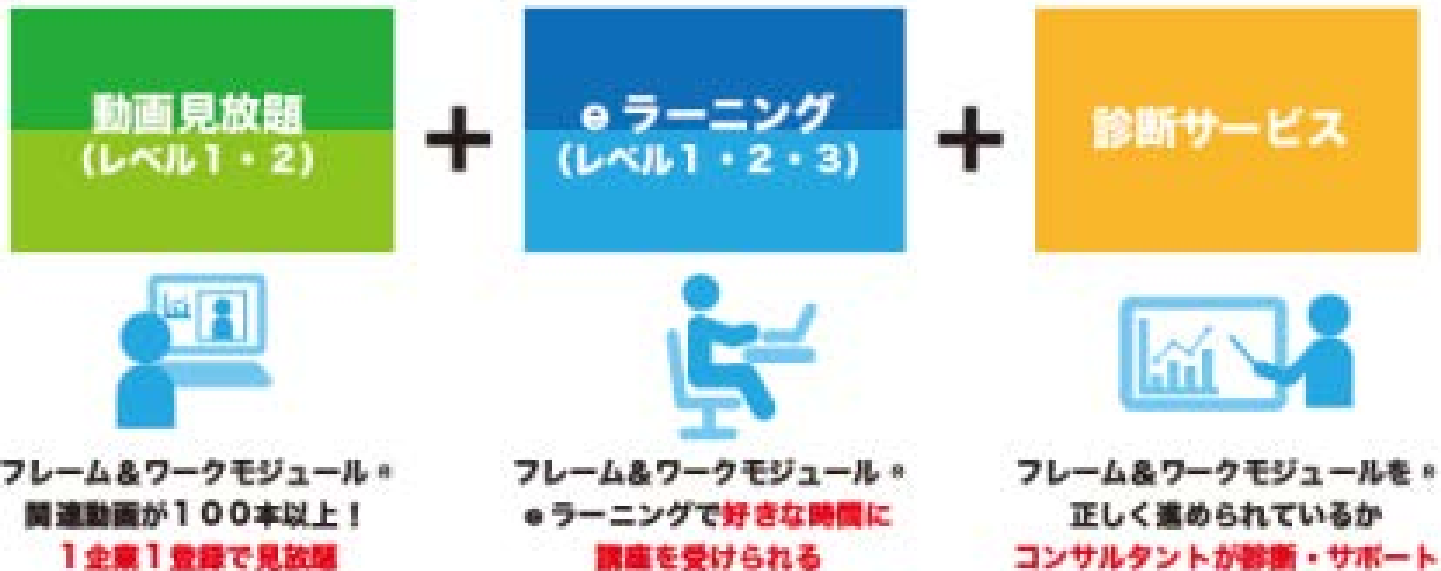 動画見放題
(レベル1・2)
+
e ラーニング
(レベル1・2・3)
+
診断サービス
フレーム&ワークモジュール®
関連動画が100本以上!
1企業1登録で見放題
フレーム&ワークモジュール®
e ラーニングで好きな時間に
講座を受けられる
フレーム&ワークモジュールを®
正しく進められているか
コンサルタントが診断・サポート